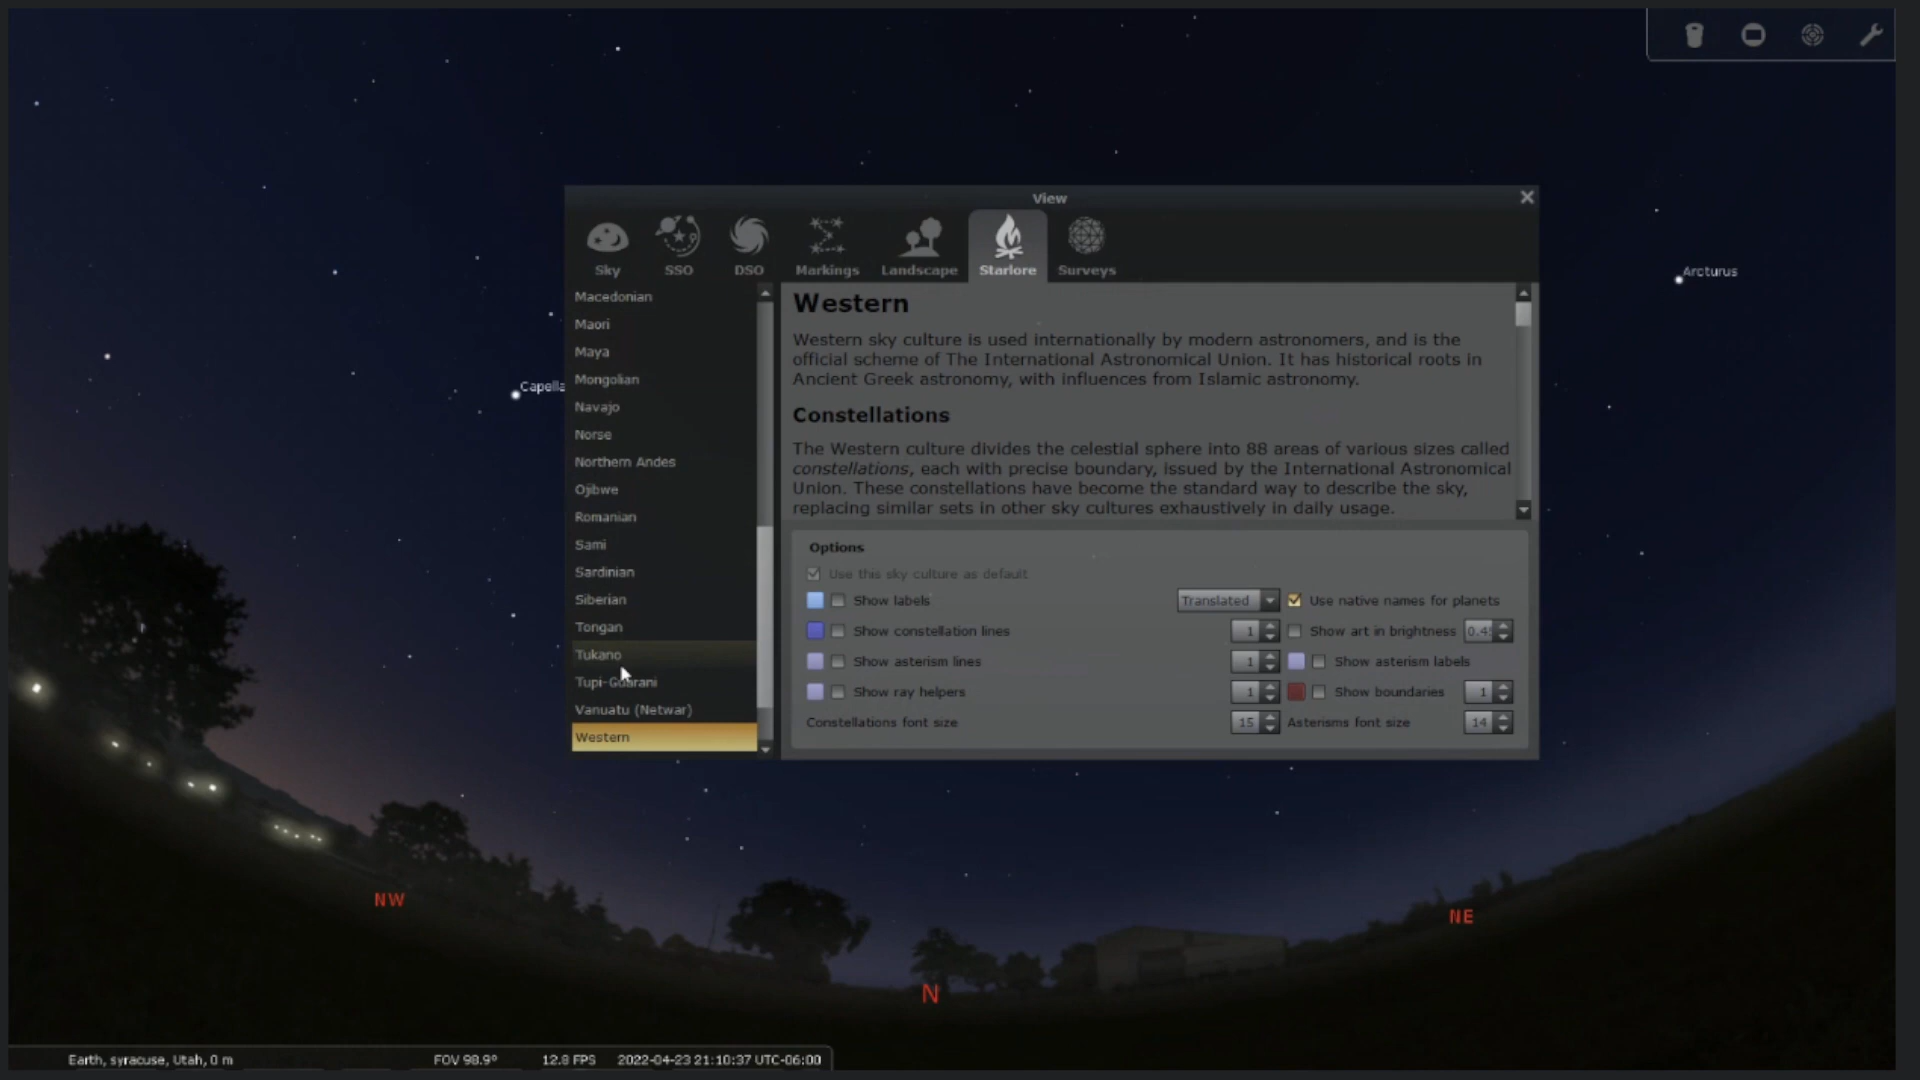 View
Sky
SSO
DSO
Markings
Landscape
Starlore
Surveys
Macedonian
Maori
Maya
Mongolian
Navajo
Norse
Northern Andes
Ojibwe
Romanian
Sami
Sardinian
Siberian
Tongan
Tukano
Tupi-Guarani
Vanuatu (Netwar)
Western
Western
Western sky culture is used internationally by modern astronomers, and is the
official scheme of The International Astronomical Union. It has historical roots in
Ancient Greek astronomy, with influences from Islamic astronomy.
Constellations
The Western culture divides the celestial sphere into 88 areas of various sizes called
constellations, each with precise boundary, issued by the International Astronomical
Union. These constellations have become the standard way to describe the sky,
replacing similar sets in other sky cultures exhaustively in daily usage.
Options
Use this sky culture as default
Show labels Translated Use native names for planets
Show constellation lines 1 Show art in brightness 0.4
Show asterism lines 1 Show asterism labels
Show ray helpers 1 Show boundaries 1
Constellations font size 15 Asterisms font size 14
Arcturus
Capella
NW
NE
N
Earth, syracuse, Utah, 0 m FOV 98.9° 12.8 FPS 2022-04-23 21:10:37 UTC-06:00